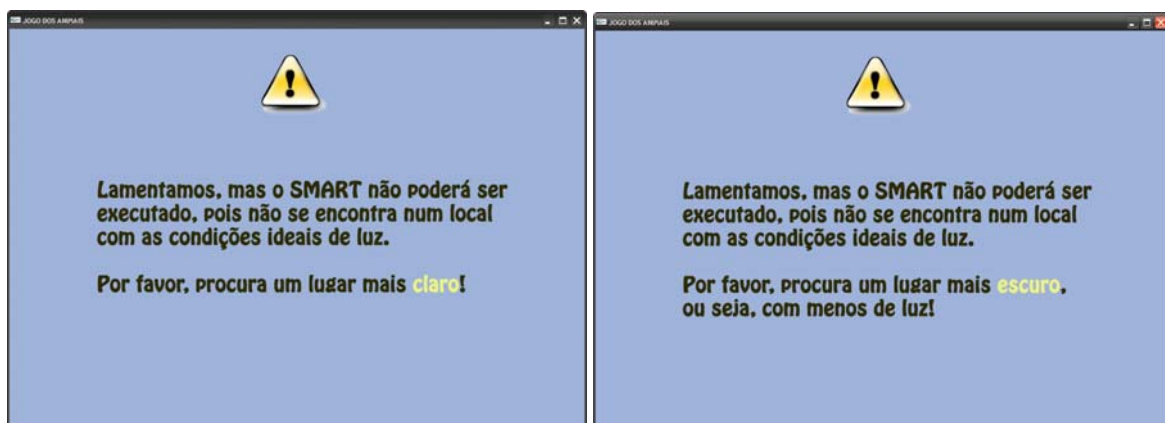 JOGO DOS ANIMAIS
Lamentamos, mas o SMART não poderá ser
executado, pois não se encontra num local
com as condições ideais de luz.
Por favor, procura um lugar mais claro!
JOGO DOS ANIMAIS
Lamentamos, mas o SMART não poderá ser
executado, pois não se encontra num local
com as condições ideais de luz.
Por favor, procura um lugar mais escuro,
ou seja, com menos de luz!